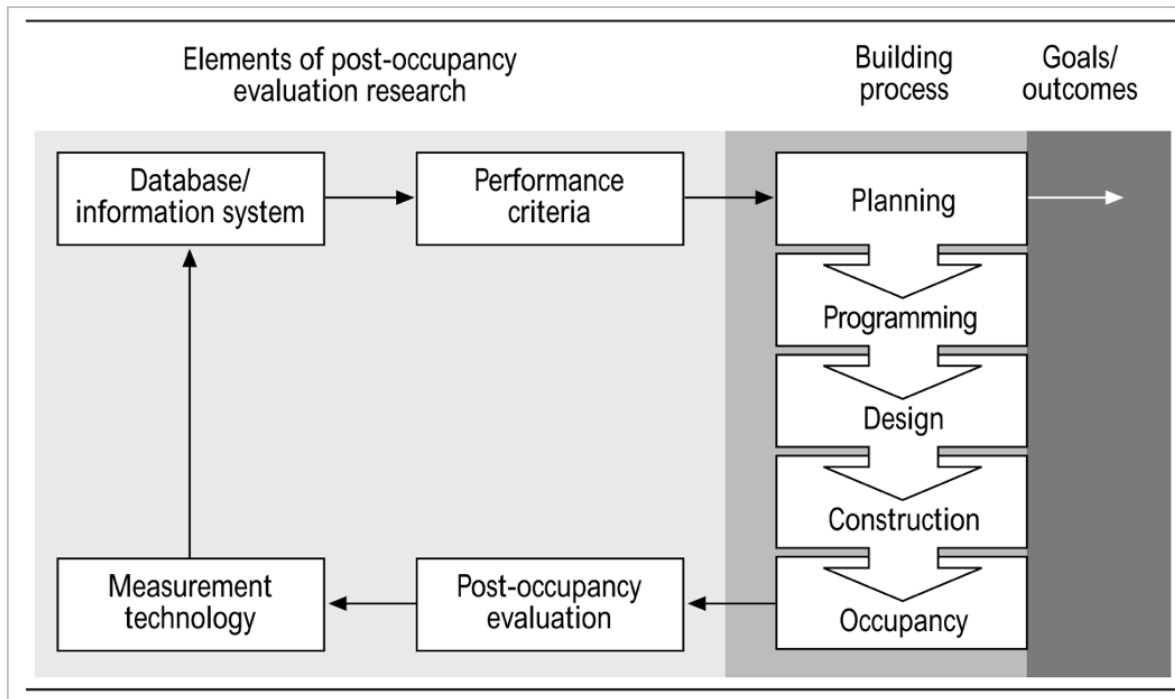 Elements of post-occupancy
evaluation research
Building
process
Goals/
outcomes
Database/
information system
Performance
criteria
Planning
Programming
Design
Construction
Measurement
technology
Post-occupancy
evaluation
Occupancy